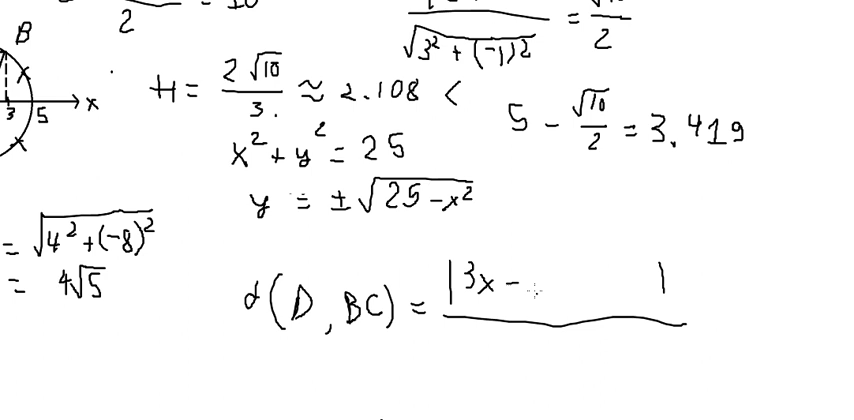 2 = 10
√(3² + (-1)²) = √10 / 2
B
3 5 x
H = 2√10 / 3. ≈ 2.108 <
5 - √10 / 2 = 3.419
x² + y² = 25
y = ±√(25 - x²)
= √(4² + (-8)²)
= 4√5
d(D, BC) = |3x - |